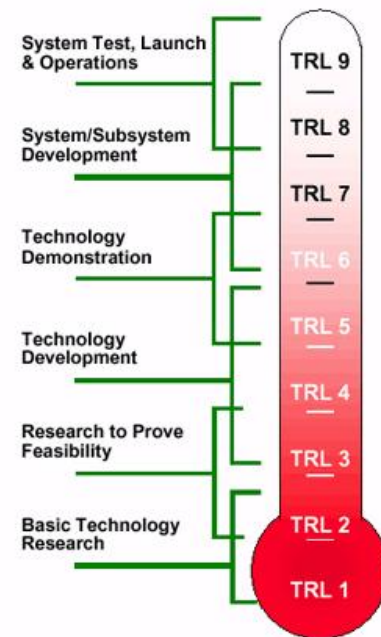 System Test, Launch
& Operations
System/Subsystem
Development
Technology
Demonstration
Technology
Development
Research to Prove
Feasibility
Basic Technology
Research
TRL 9
TRL 8
TRL 7
TRL 6
TRL 5
TRL 4
TRL 3
TRL 2
TRL 1